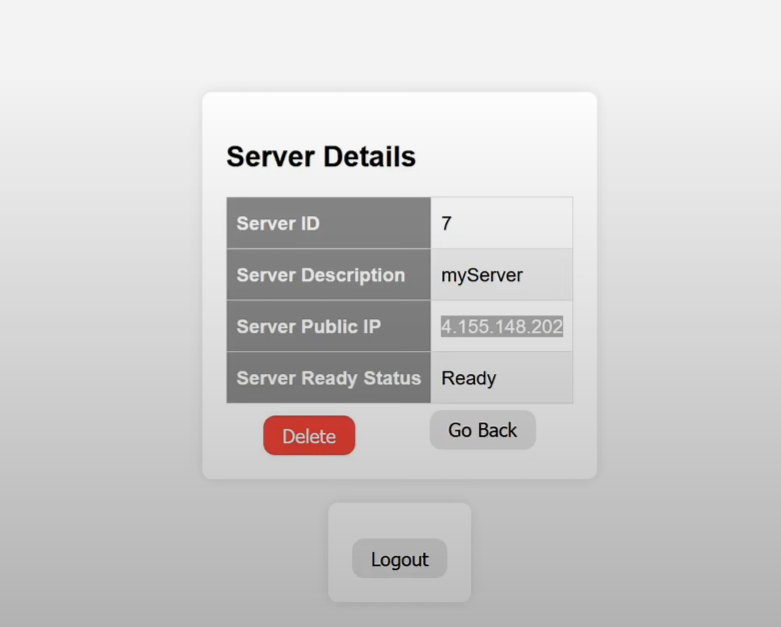 Server Details
Server ID 7
Server Description myServer
Server Public IP 4.155.148.202
Server Ready Status Ready
Delete Go Back
Logout